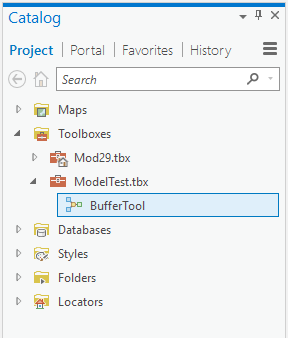 Catalog
Project | Portal | Favorites | History
Search
Maps
Toolboxes
Mod29.tbx
ModelTest.tbx
BufferTool
Databases
Styles
Folders
Locators